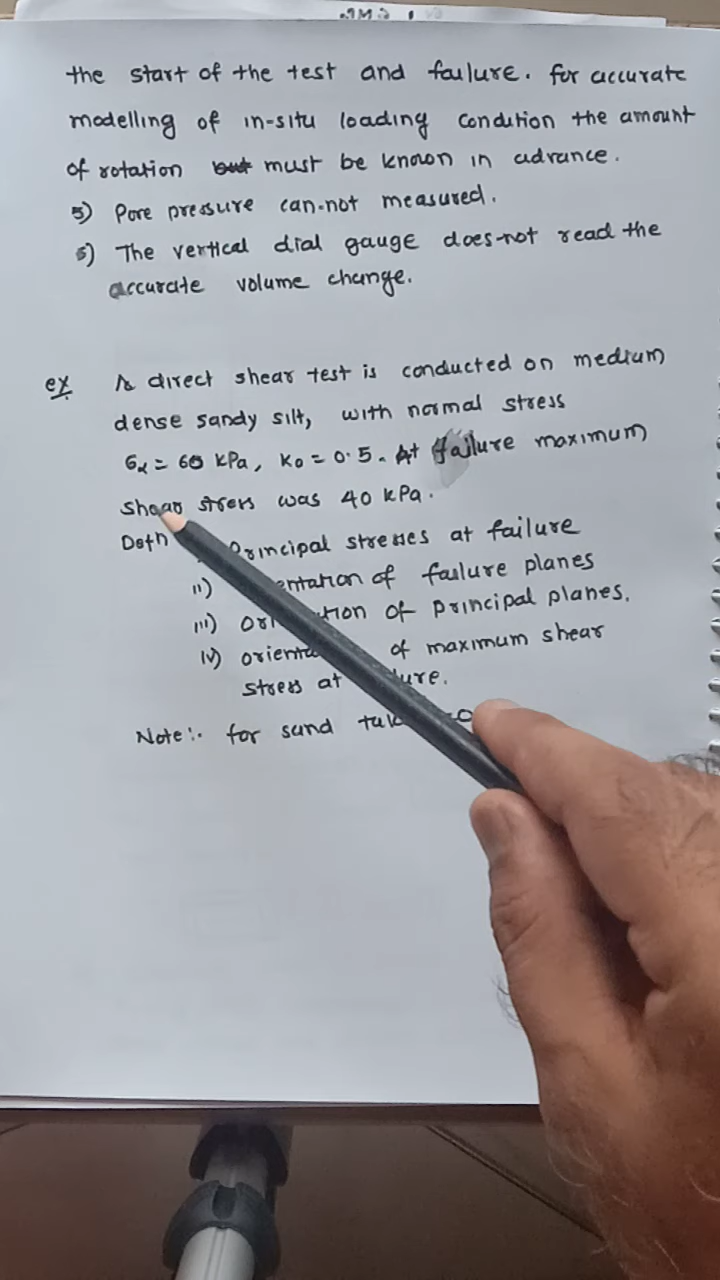 the start of the test and failure. for accurate
modelling of in-situ loading condition the amount
of rotation but must be known in advance.
5) Pore pressure can-not measured.
6) The vertical dial gauge does-not read the
accurate volume change.
ex A direct shear test is conducted on medium
dense sandy silt, with normal stress
= 65 kPa, K0 = 0.5. At failure maximum
shear stress was 40 kPa.
Detn Principal stresses at failure
ii) of failure planes
iii) of principal planes.
iv) of maximum shear
stress at
Note:- for sand